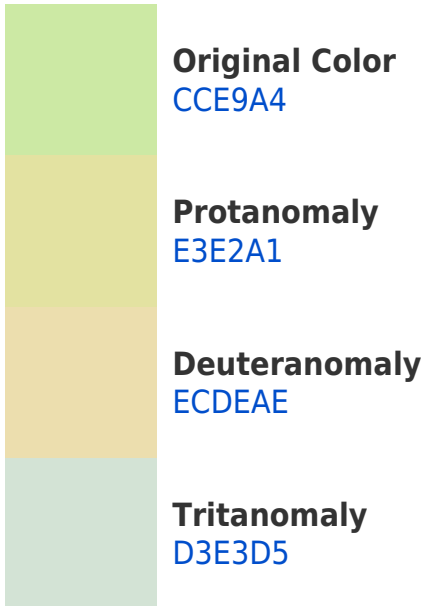 Original Color
CCE9A4
Protanomaly
E3E2A1
Deuteranomaly
ECDEAE
Tritanomaly
D3E3D5